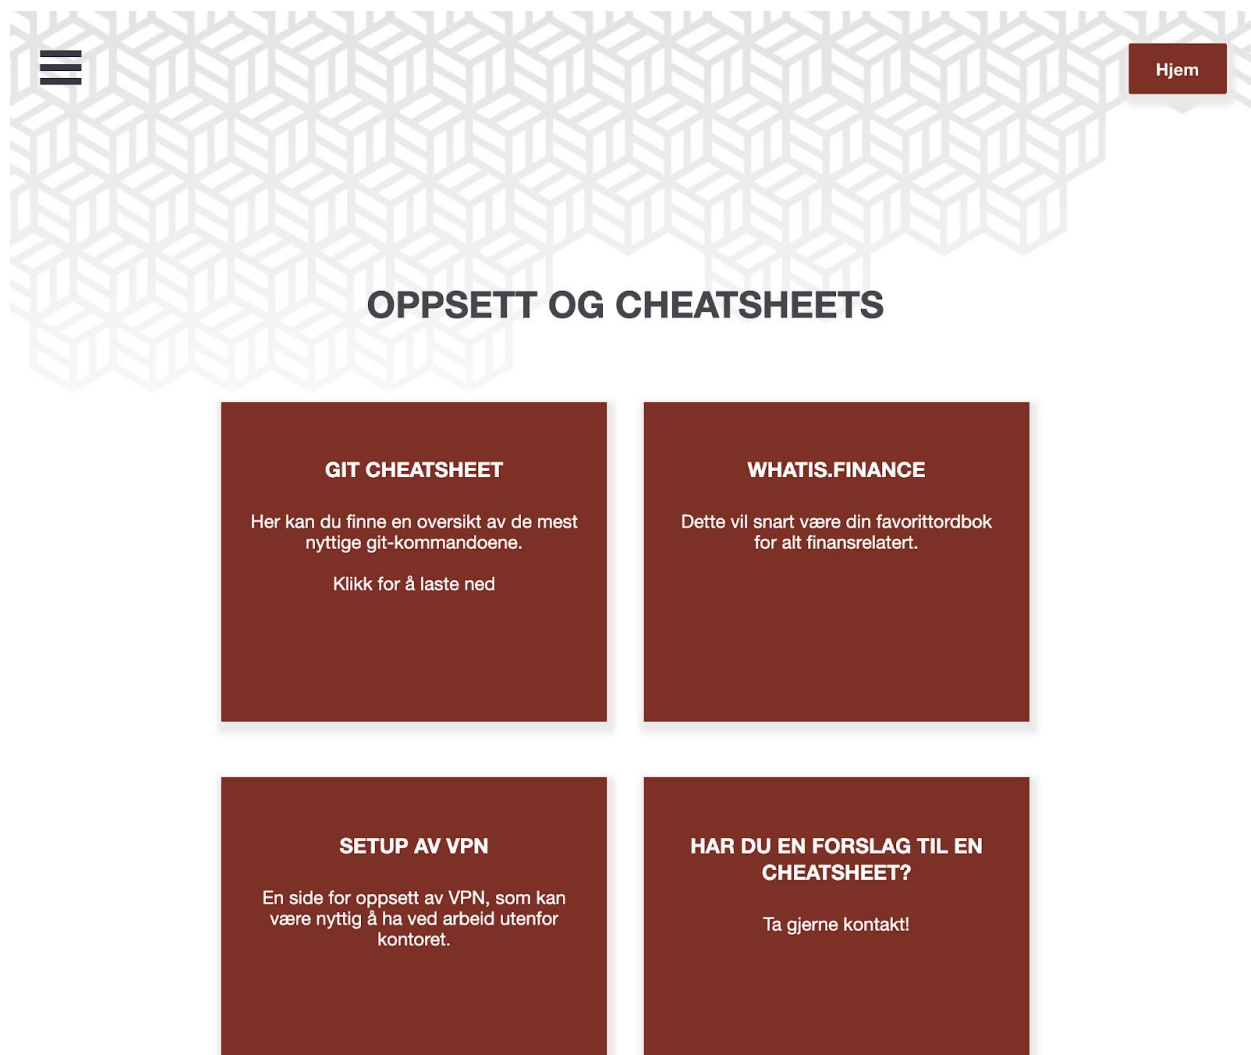 Hjem
OPPSETT OG CHEATSHEETS
GIT CHEATSHEET
Her kan du finne en oversikt av de mest
nyttige git-kommandoene.
Klikk for å laste ned
WHATIS.FINANCE
Dette vil snart være din favorittordbok
for alt finansrelatert.
SETUP AV VPN
En side for oppsett av VPN, som kan
være nyttig å ha ved arbeid utenfor
kontoret.
HAR DU EN FORSLAG TIL EN
CHEATSHEET?
Ta gjerne kontakt!